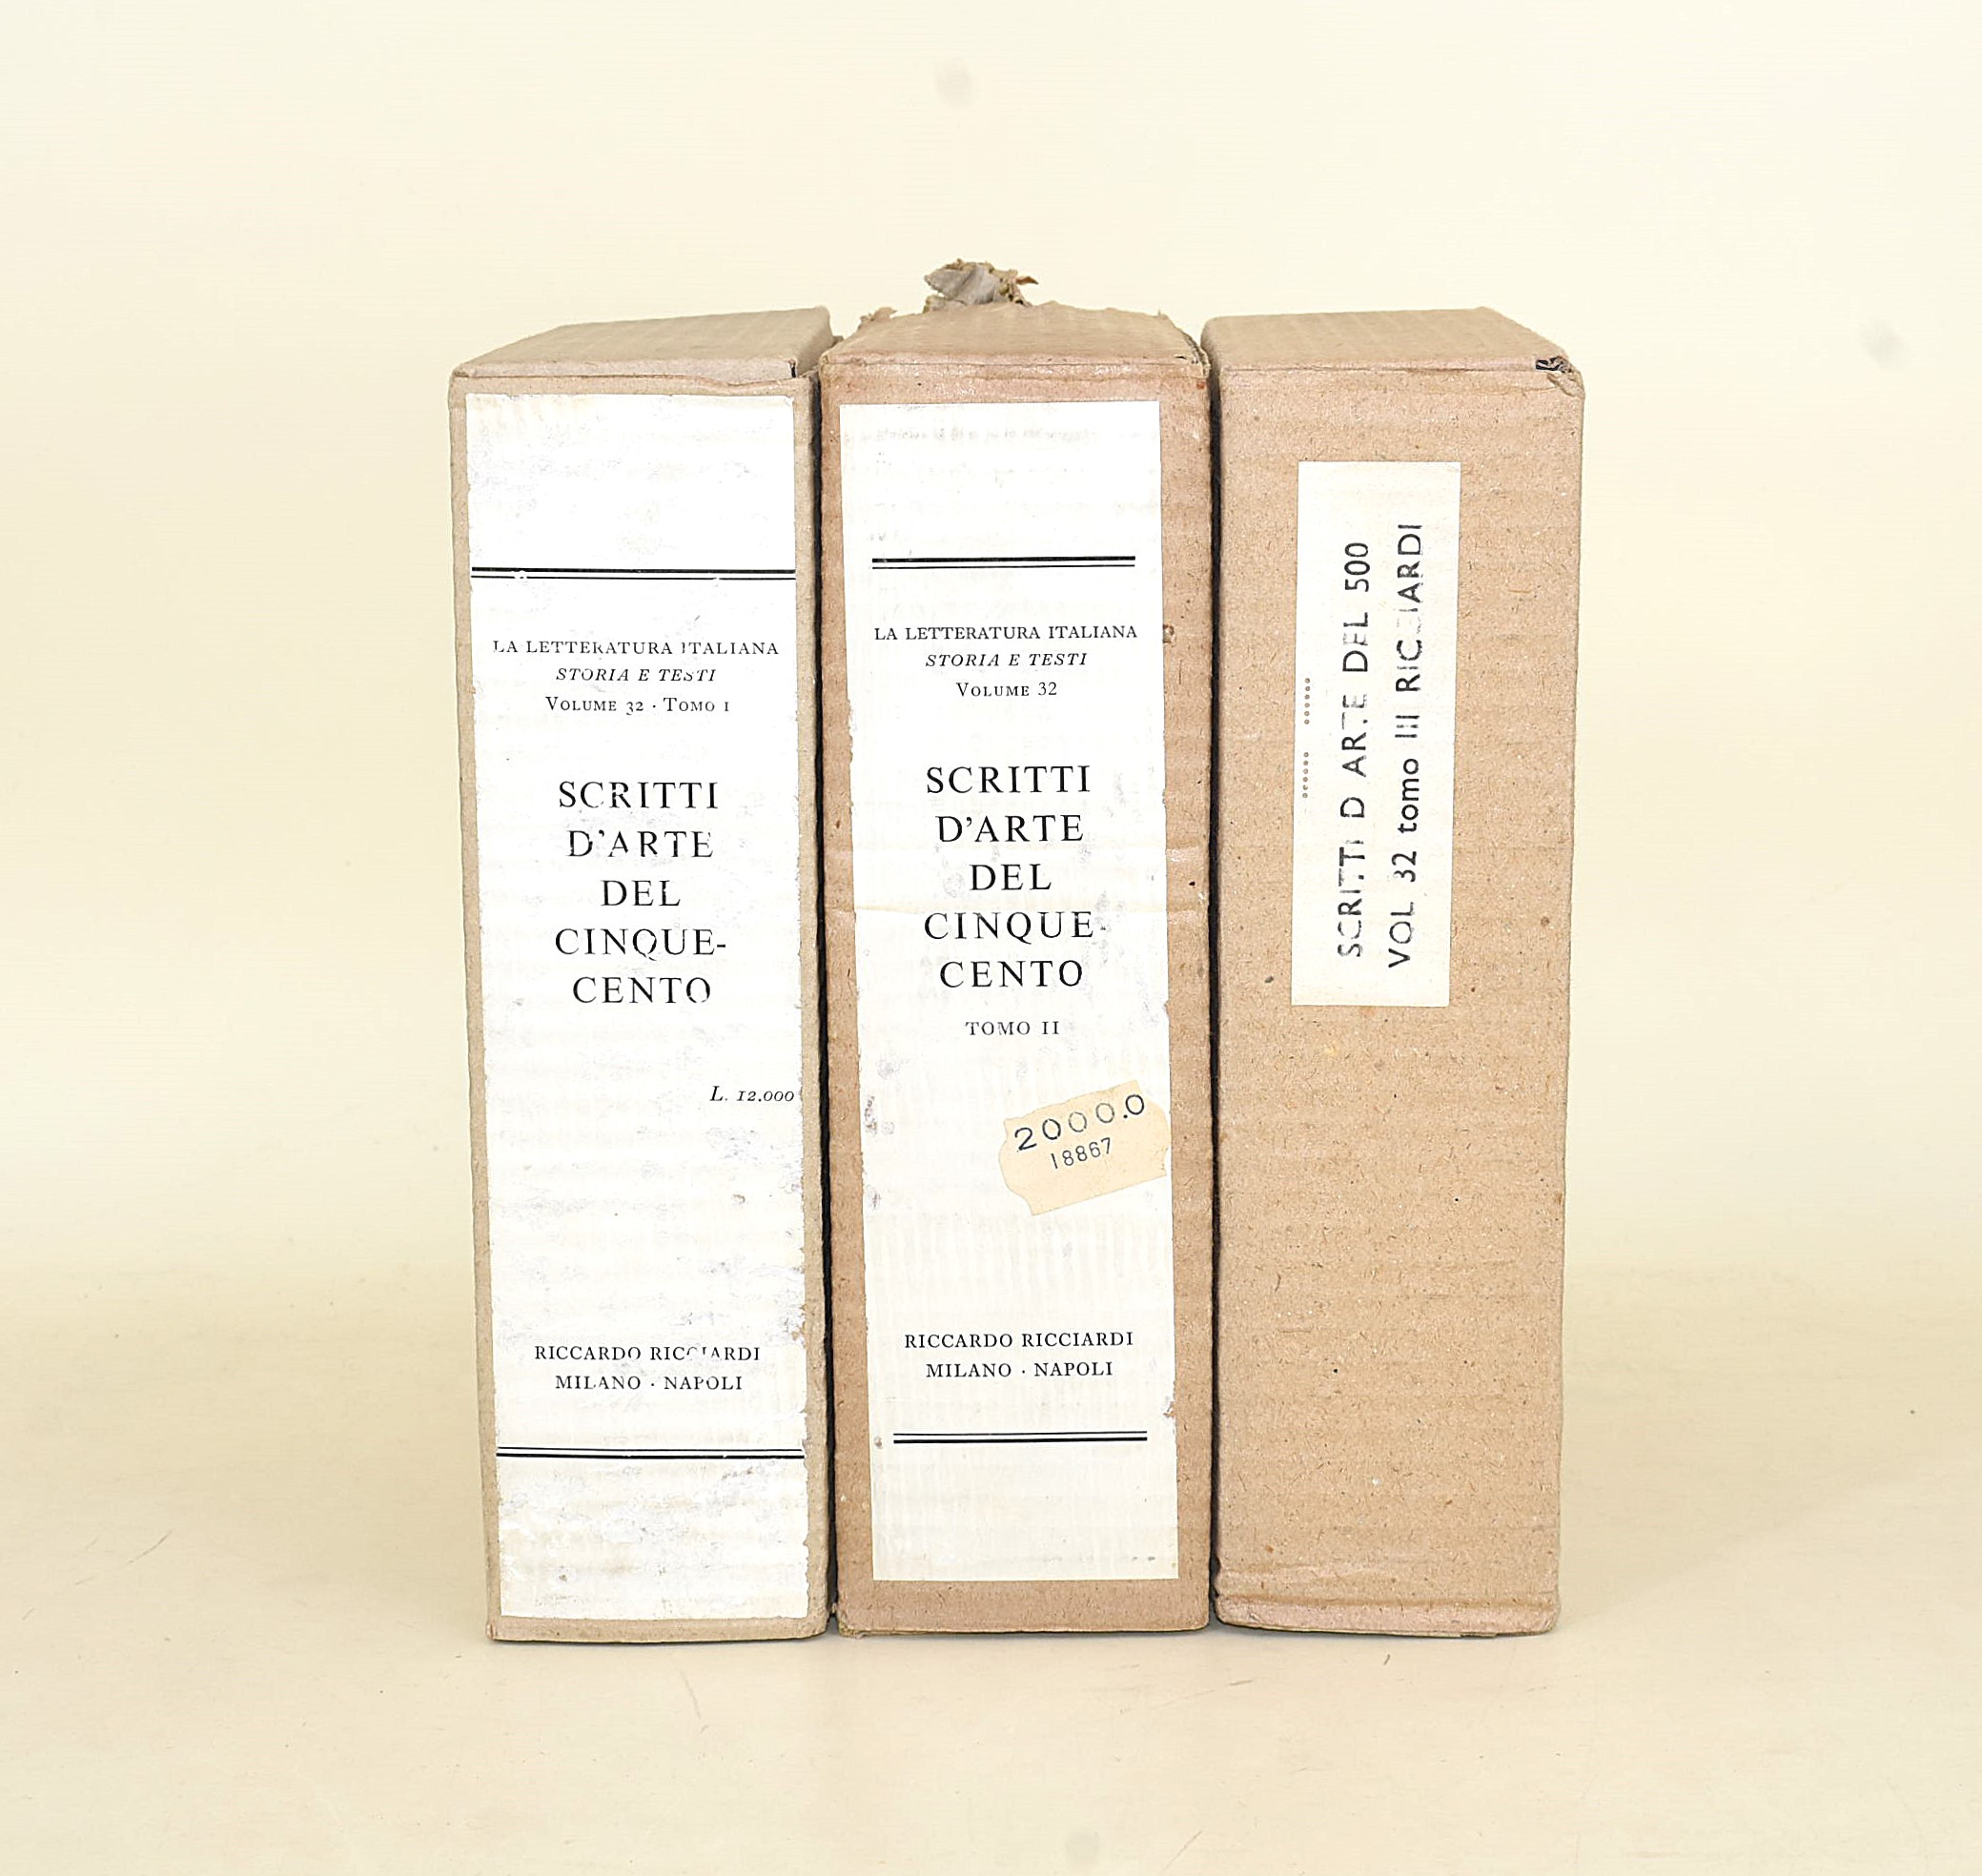 LA LETTERATURA ITALIANA
STORIA E TESTI
VOLUME 32 · TOMO I
SCRITTI
D'ARTE
DEL
CINQUE-
CENTO
L. 12.000
RICCARDO RICCIARDI
MILANO · NAPOLI
LA LETTERATURA ITALIANA
STORIA E TESTI
VOLUME 32
SCRITTI
D'ARTE
DEL
CINQUE-
CENTO
TOMO II
2000.0
18867
RICCARDO RICCIARDI
MILANO · NAPOLI
SCRITTI D ARTE DEL 500
VOL 32 tomo III RICCIARDI